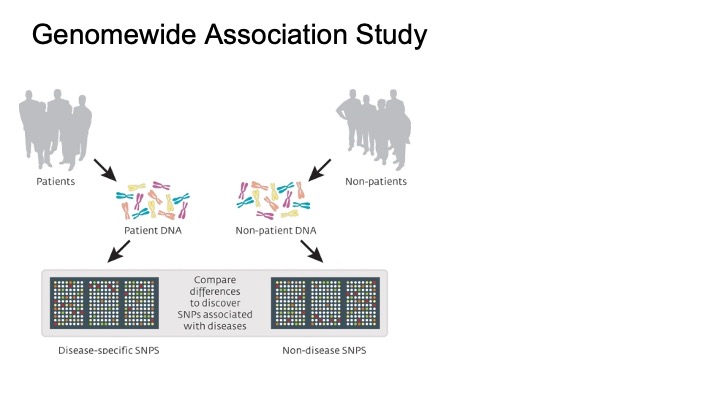 Genomewide Association Study
Patients
Non-patients
Patient DNA
Non-patient DNA
Compare
differences
to discover
SNPs associated
with diseases
Disease-specific SNPS
Non-disease SNPS